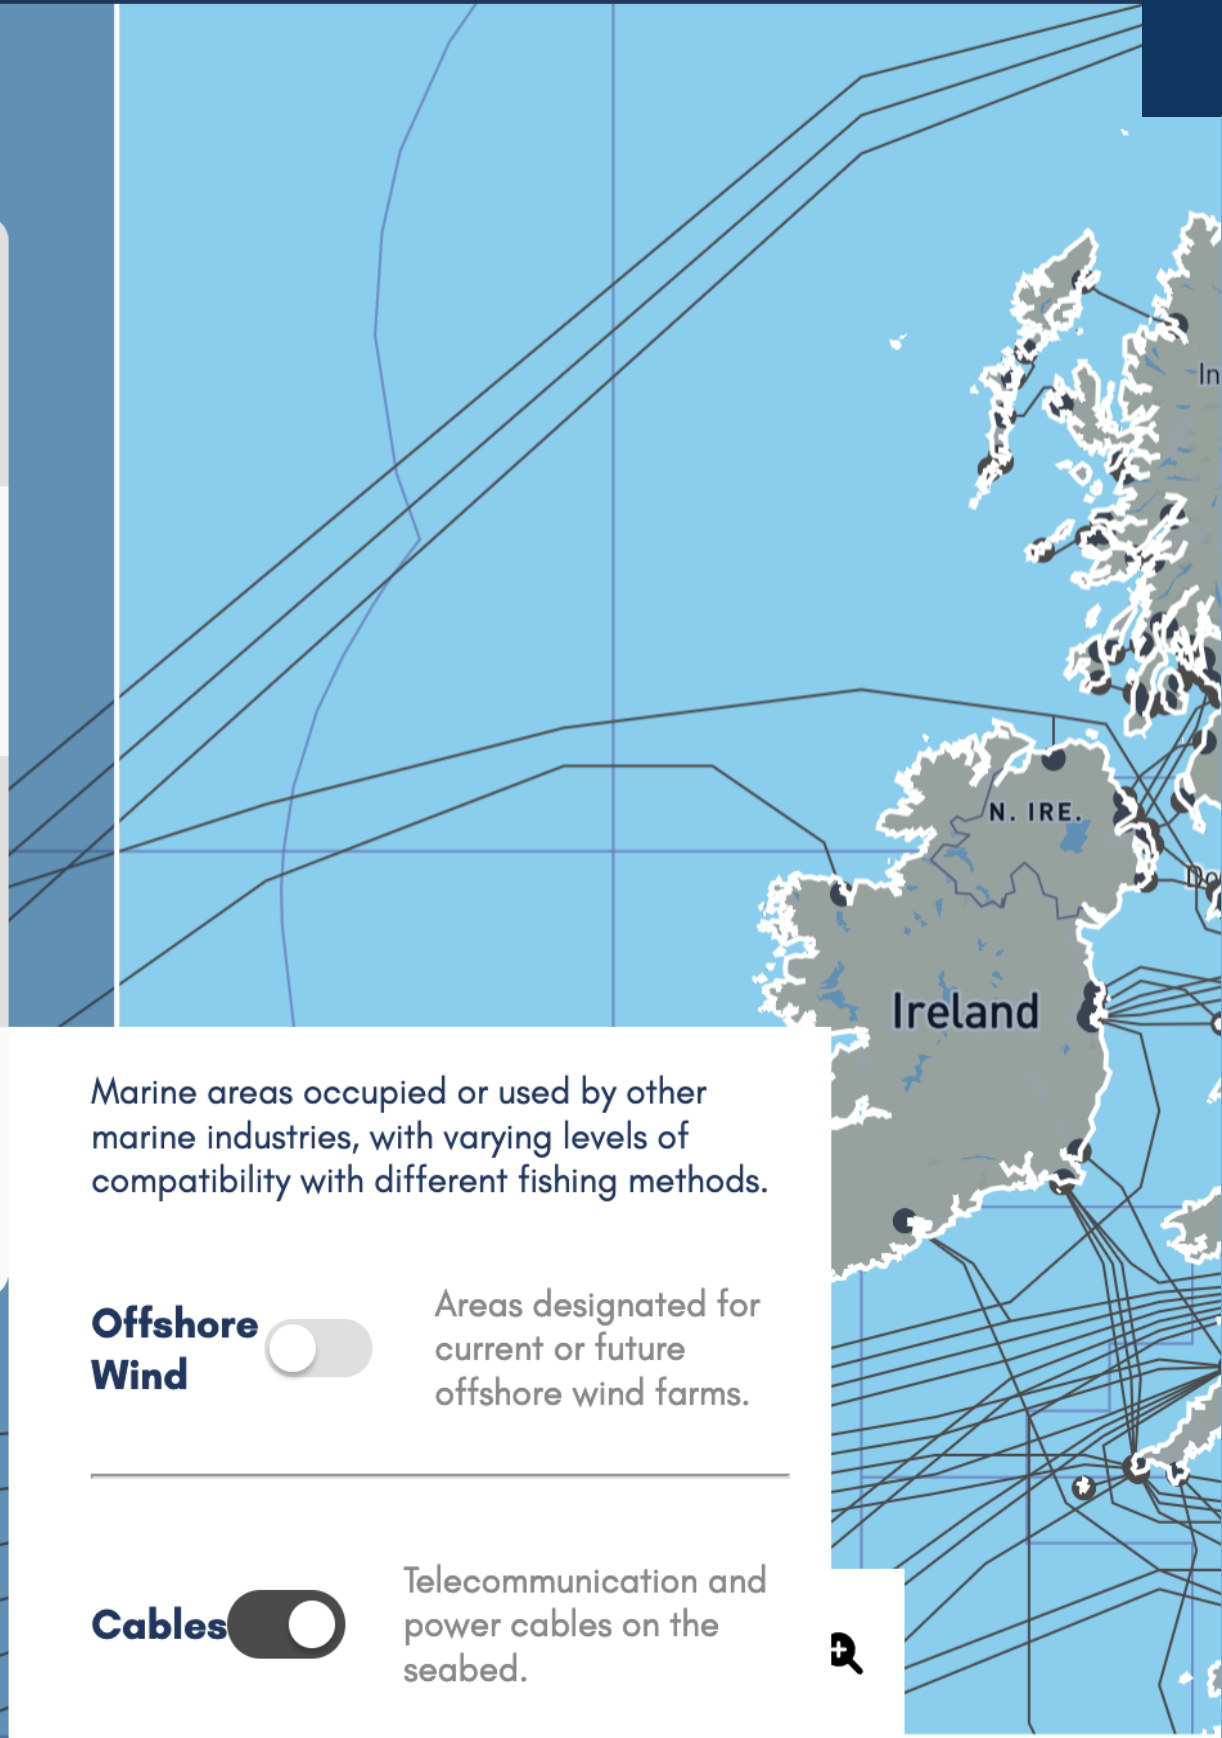 In
N. IRE.
Do
Ireland
Marine areas occupied or used by other
marine industries, with varying levels of
compatibility with different fishing methods.
Offshore
Wind
Areas designated for
current or future
offshore wind farms.
Cables
Telecommunication and
power cables on the
seabed.